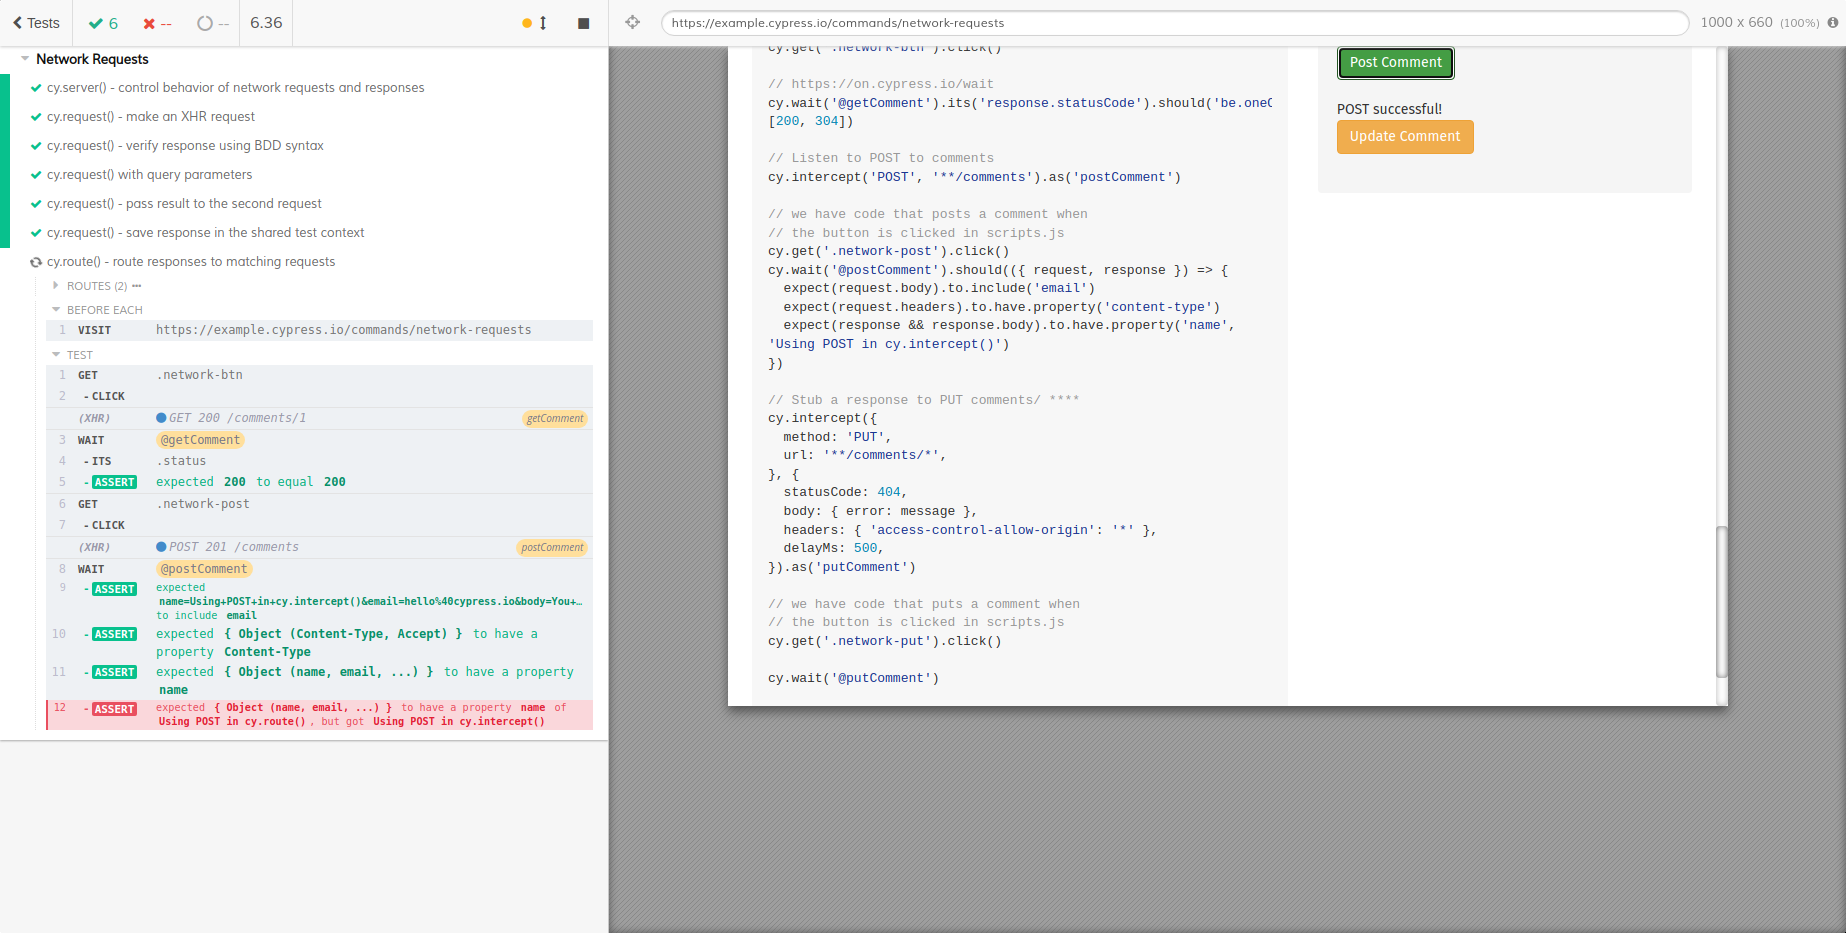 Tests
6
--
--
6.36
https://example.cypress.io/commands/network-requests
1000 x 660 (100%)
Network Requests
cy.server() - control behavior of network requests and responses
cy.request() - make an XHR request
cy.request() - verify response using BDD syntax
cy.request() with query parameters
cy.request() - pass result to the second request
cy.request() - save response in the shared test context
cy.route() - route responses to matching requests
ROUTES (2) •••
BEFORE EACH
1 VISIT https://example.cypress.io/commands/network-requests
TEST
1 GET .network-btn
2 - CLICK
(XHR) GET 200 /comments/1 getComment
3 WAIT @getComment
4 - ITS .status
5 - ASSERT expected 200 to equal 200
6 GET .network-post
7 - CLICK
(XHR) POST 201 /comments postComment
8 WAIT @postComment
9 - ASSERT expected
name=Using+POST+in+cy.intercept()&email=hello%40cypress.io&body=You+…
to include email
10 - ASSERT expected { Object (Content-Type, Accept) } to have a
property Content-Type
11 - ASSERT expected { Object (name, email, ...) } to have a property
name
12 - ASSERT expected { Object (name, email, ...) } to have a property name of
Using POST in cy.route(), but got Using POST in cy.intercept()
cy.get('.network-btn').click()
// https://on.cypress.io/wait
cy.wait('@getComment').its('response.statusCode').should('be.oneO
[200, 304])
// Listen to POST to comments
cy.intercept('POST', '**/comments').as('postComment')
// we have code that posts a comment when
// the button is clicked in scripts.js
cy.get('.network-post').click()
cy.wait('@postComment').should(({ request, response }) => {
expect(request.body).to.include('email')
expect(request.headers).to.have.property('content-type')
expect(response && response.body).to.have.property('name',
'Using POST in cy.intercept()')
})
// Stub a response to PUT comments/ ****
cy.intercept({
method: 'PUT',
url: '**/comments/*',
}, {
statusCode: 404,
body: { error: message },
headers: { 'access-control-allow-origin': '*' },
delayMs: 500,
}).as('putComment')
// we have code that puts a comment when
// the button is clicked in scripts.js
cy.get('.network-put').click()
cy.wait('@putComment')
Post Comment
POST successful!
Update Comment